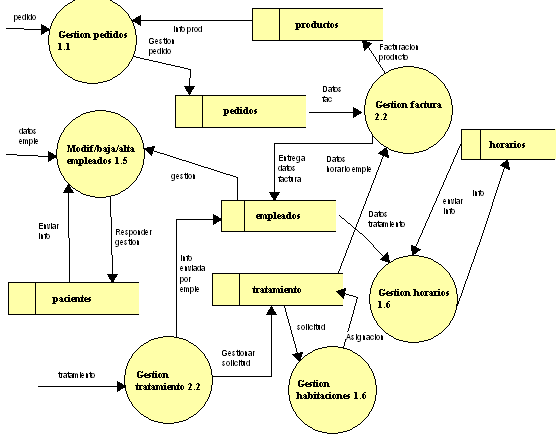 pedido
Gestion pedidos
1.1
Info prod
productos
Gestion
pedido
Facturacion
producto
pedidos
Datos
fac
Gestion factura
2.2
datos
emple
Modif/baja/alta
empleados 1.5
gestion
Entrega
datos
factura
Datos
horario emple
horarios
enviar
Info
Info
Enviar
Info
Responder
gestion
empleados
Datos
tratamiento
Info
enviada
por
emple
pacientes
tratamiento
Gestion horarios
1.6
solicitud
Asignacion
tratamiento
Gestion
tratamiento 2.2
Gestionar
solicitud
Gestion
habitaciones 1.6